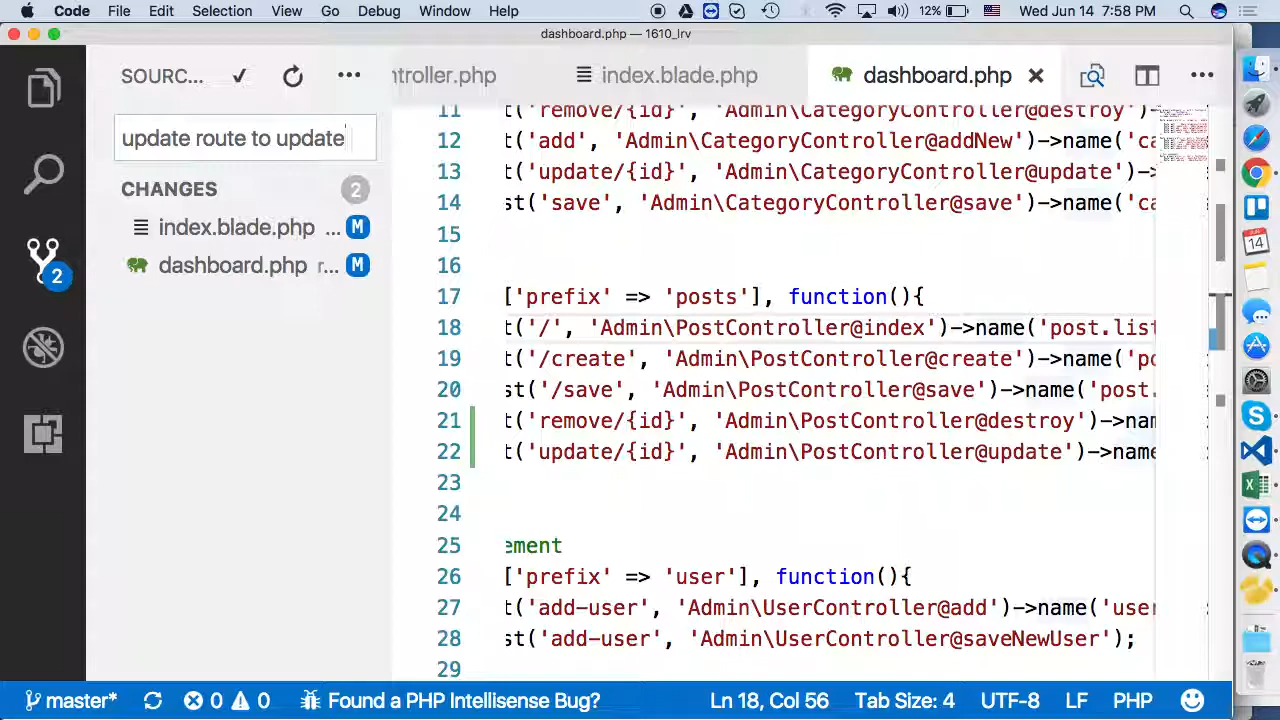 Code File Edit Selection View Go Debug Window Help 12% Wed Jun 14 7:58 PM
dashboard.php — 1610_lrv
SOURC... ntroller.php index.blade.php dashboard.php
update route to update
CHANGES 2
index.blade.php ... M
dashboard.php r... M
2
11 t('remove/{id}', 'Admin\CategoryController@destroy')-
12 t('add', 'Admin\CategoryController@addNew')->name('ca
13 t('update/{id}', 'Admin\CategoryController@update')->
14 st('save', 'Admin\CategoryController@save')->name('ca
15
16
17 ['prefix' => 'posts'], function(){
18 t('/', 'Admin\PostController@index')->name('post.list
19 t('/create', 'Admin\PostController@create')->name('po
20 st('/save', 'Admin\PostController@save')->name('post.
21 t('remove/{id}', 'Admin\PostController@destroy')->nam
22 t('update/{id}', 'Admin\PostController@update')->name
23
24
25 ement
26 ['prefix' => 'user'], function(){
27 t('add-user', 'Admin\UserController@add')->name('user
28 st('add-user', 'Admin\UserController@saveNewUser');
29
master* 0 0 Found a PHP Intellisense Bug? Ln 18, Col 56 Tab Size: 4 UTF-8 LF PHP